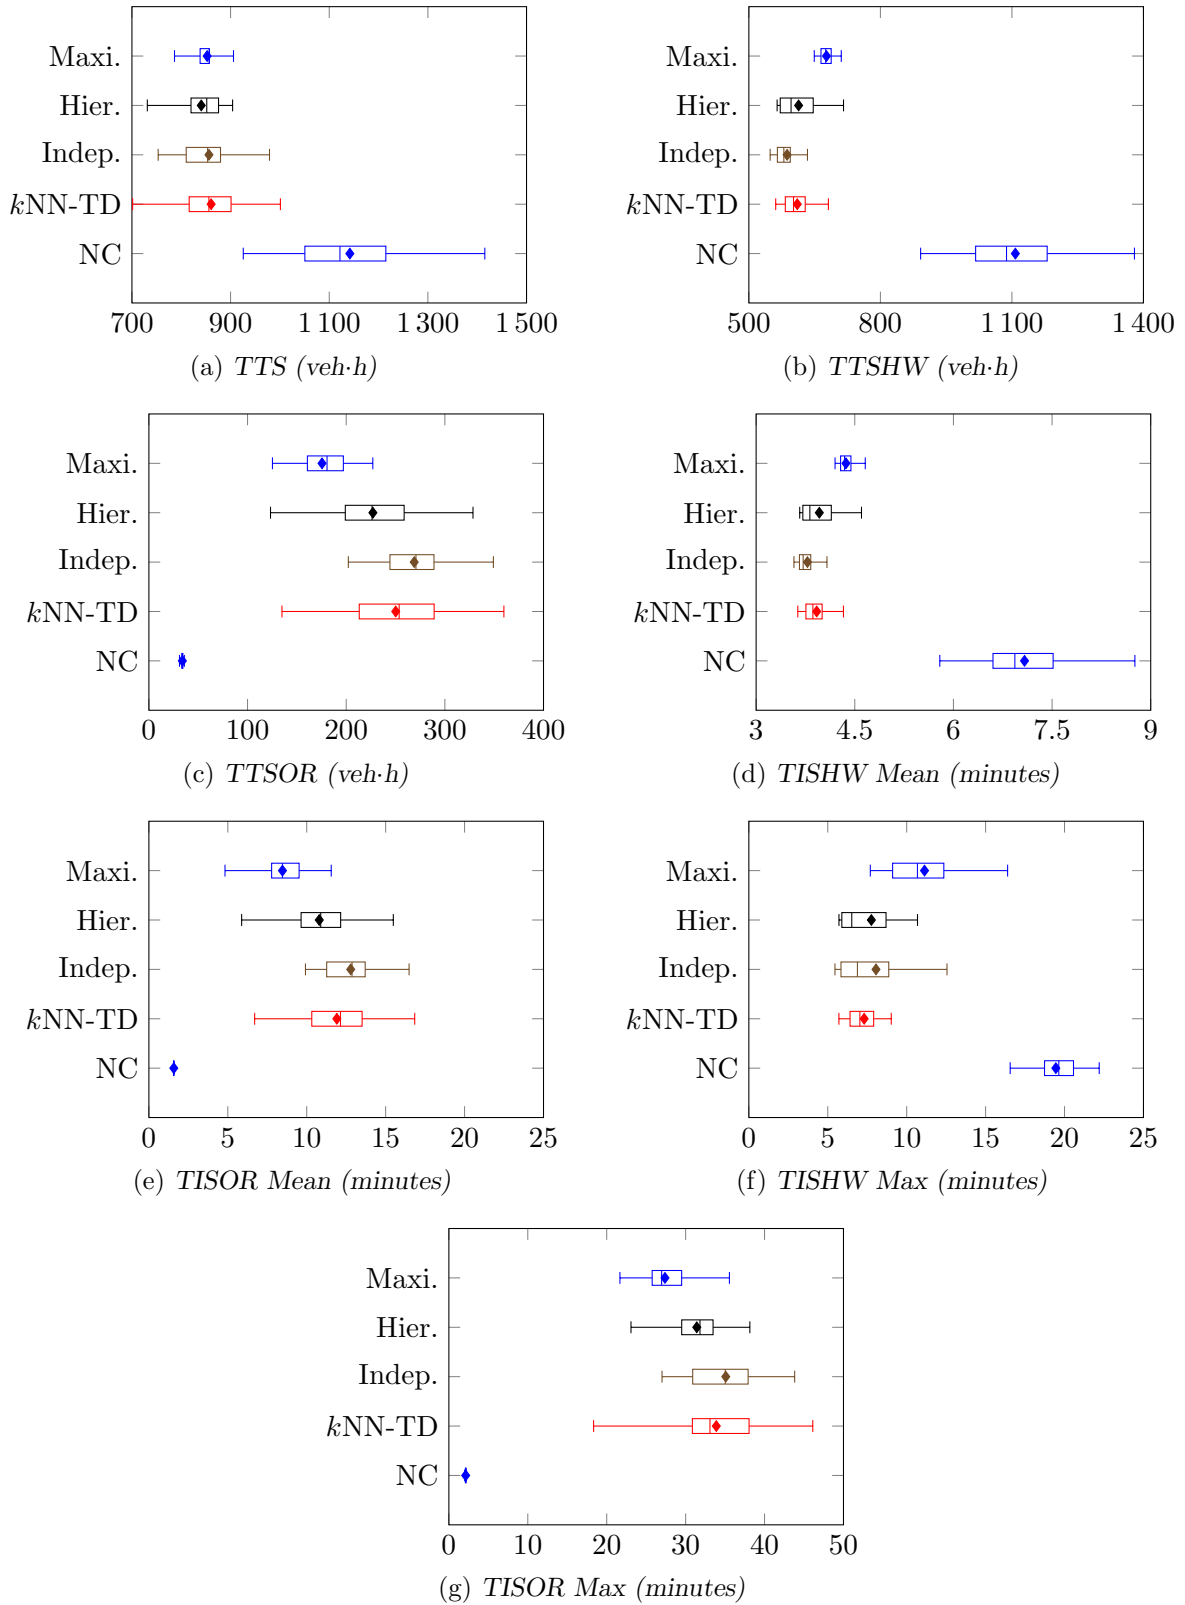 Maxi.
Hier.
Indep.
kNN-TD
NC
700 900 1 100 1 300 1 500
(a) TTS (veh·h)
Maxi.
Hier.
Indep.
kNN-TD
NC
500 800 1 100 1 400
(b) TTSHW (veh·h)
Maxi.
Hier.
Indep.
kNN-TD
NC
0 100 200 300 400
(c) TTSOR (veh·h)
Maxi.
Hier.
Indep.
kNN-TD
NC
3 4.5 6 7.5 9
(d) TISHW Mean (minutes)
Maxi.
Hier.
Indep.
kNN-TD
NC
0 5 10 15 20 25
(e) TISOR Mean (minutes)
Maxi.
Hier.
Indep.
kNN-TD
NC
0 5 10 15 20 25
(f) TISHW Max (minutes)
Maxi.
Hier.
Indep.
kNN-TD
NC
0 10 20 30 40 50
(g) TISOR Max (minutes)